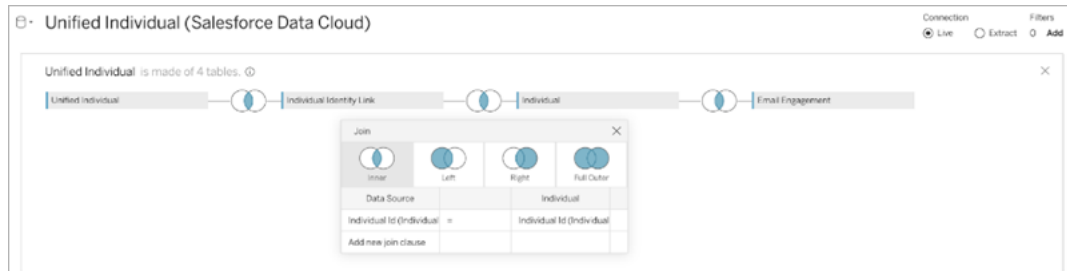 Unified Individual (Salesforce Data Cloud)
Connection
Live
Extract
Filters
0 Add
Unified Individual is made of 4 tables.
Unified Individual
Individual Identity Link
Individual
Email Engagement
Join
Inner
Left
Right
Full Outer
Data Source
Individual
Individual Id (Individual
=
Individual Id (Individual
Add new join clause